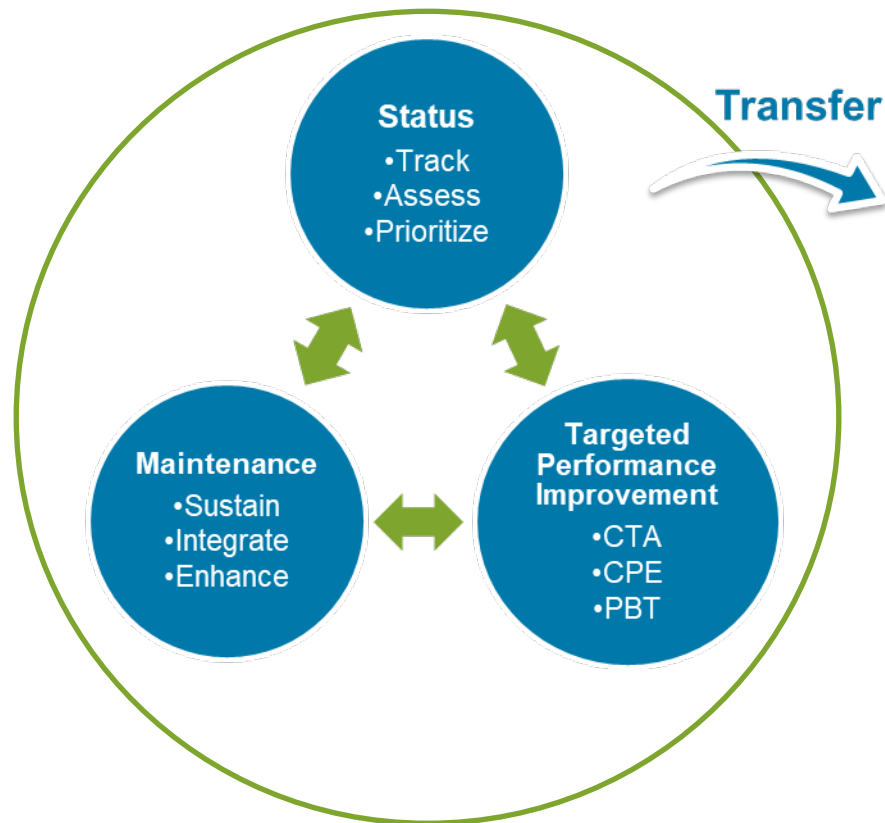 Status
•Track
•Assess
•Prioritize
Transfer
Maintenance
•Sustain
•Integrate
•Enhance
Targeted
Performance
Improvement
•CTA
•CPE
•PBT